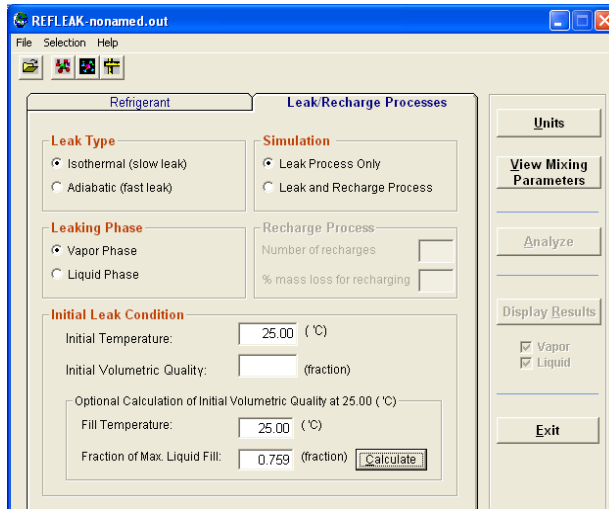 REFLEAK-nonamed.out
File Selection Help
Refrigerant
Leak/Recharge Processes
Leak Type
Isothermal (slow leak)
Adiabatic (fast leak)
Simulation
Leak Process Only
Leak and Recharge Process
Leaking Phase
Vapor Phase
Liquid Phase
Recharge Process
Number of recharges
% mass loss for recharging
Initial Leak Condition
Initial Temperature: 25.00 (°C)
Initial Volumetric Quality: (fraction)
Optional Calculation of Initial Volumetric Quality at 25.00 (°C)
Fill Temperature: 25.00 (°C)
Fraction of Max. Liquid Fill: 0.759 (fraction) Calculate
Units
View Mixing
Parameters
Analyze
Display Results
Vapor
Liquid
Exit